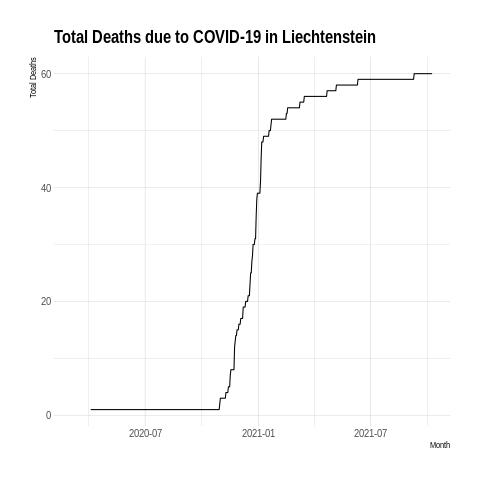 Total Deaths due to COVID-19 in Liechtenstein
Total Deaths
60
40
20
0
2020-07
2021-01
2021-07
Month